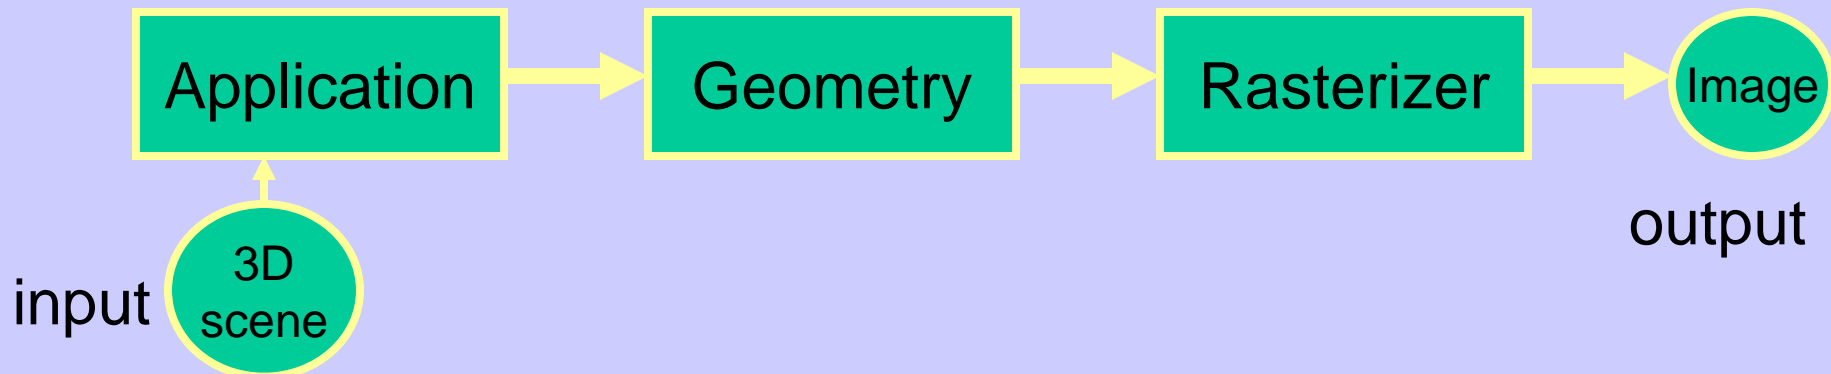 Application
Geometry
Rasterizer
Image
output
input
3D
scene